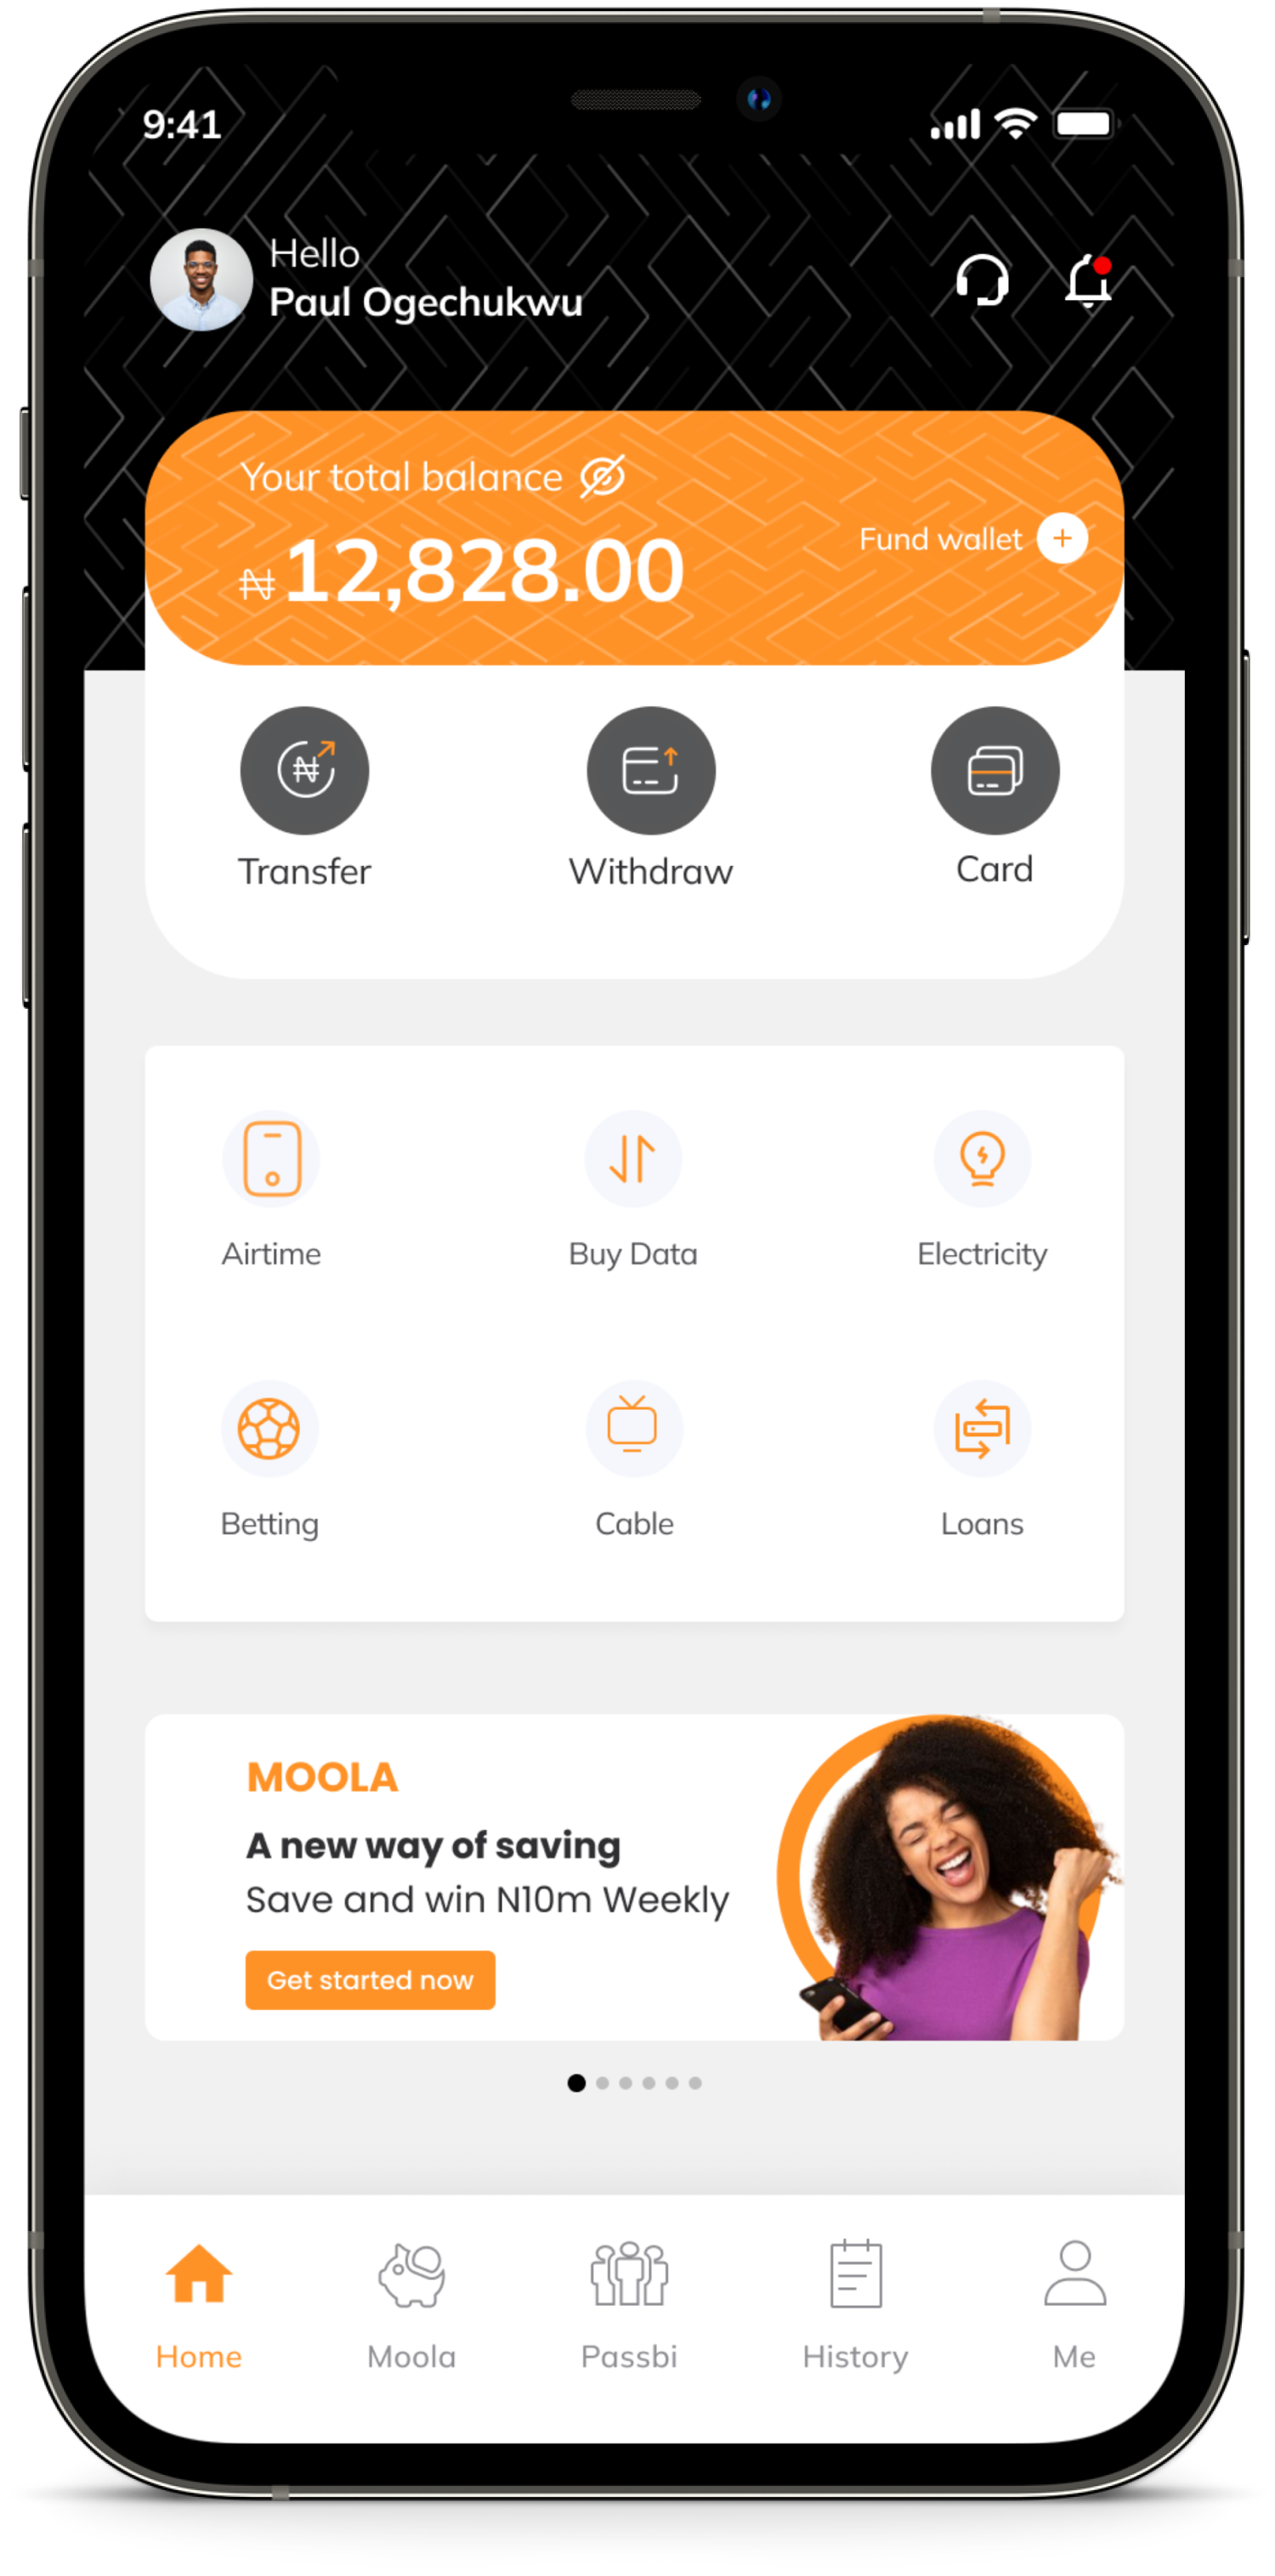 9:41
Hello
Paul Ogechukwu
Your total balance
₦12,828.00
Fund wallet
Transfer
Withdraw
Card
Airtime
Buy Data
Electricity
Betting
Cable
Loans
MOOLA
A new way of saving
Save and win N10m Weekly
Get started now
Home
Moola
Passbi
History
Me